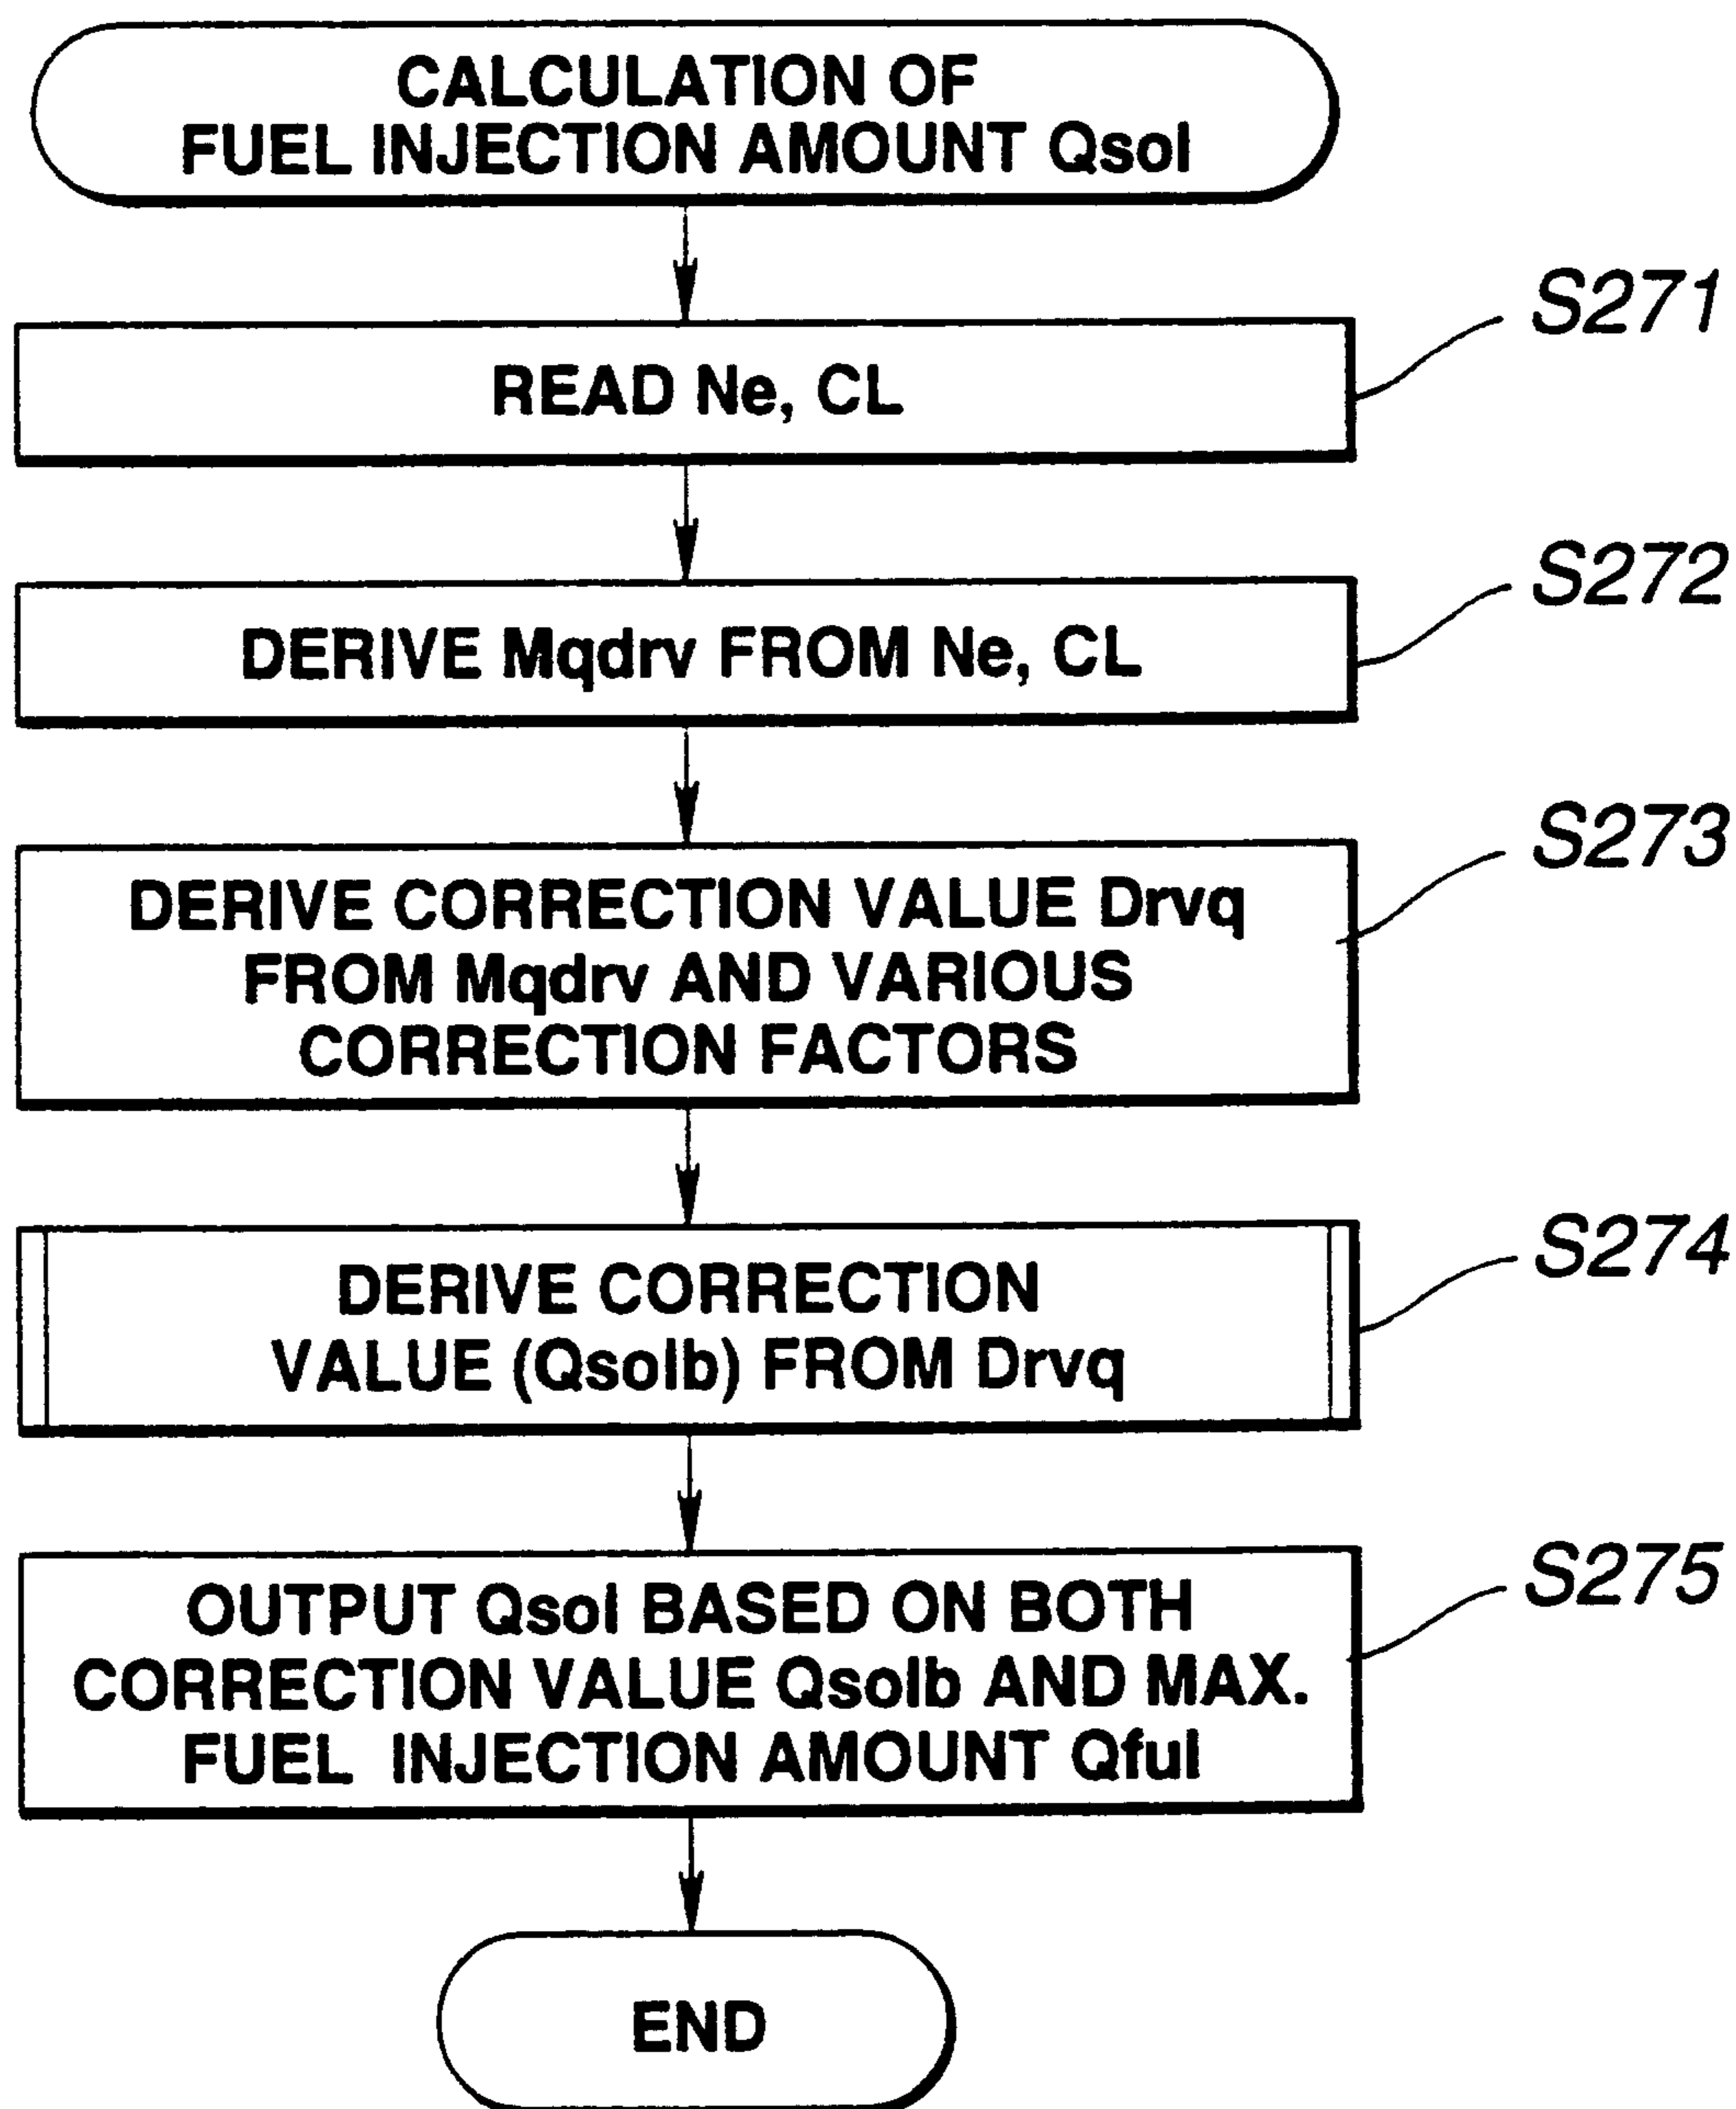 CALCULATION OF
FUEL INJECTION AMOUNT Qsol
S271
READ Ne, CL
S272
DERIVE Mqdrv FROM Ne, CL
S273
DERIVE CORRECTION VALUE Drvq
FROM Mqdrv AND VARIOUS
CORRECTION FACTORS
S274
DERIVE CORRECTION
VALUE (Qsolb) FROM Drvq
S275
OUTPUT Qsol BASED ON BOTH
CORRECTION VALUE Qsolb AND MAX.
FUEL INJECTION AMOUNT Qful
END